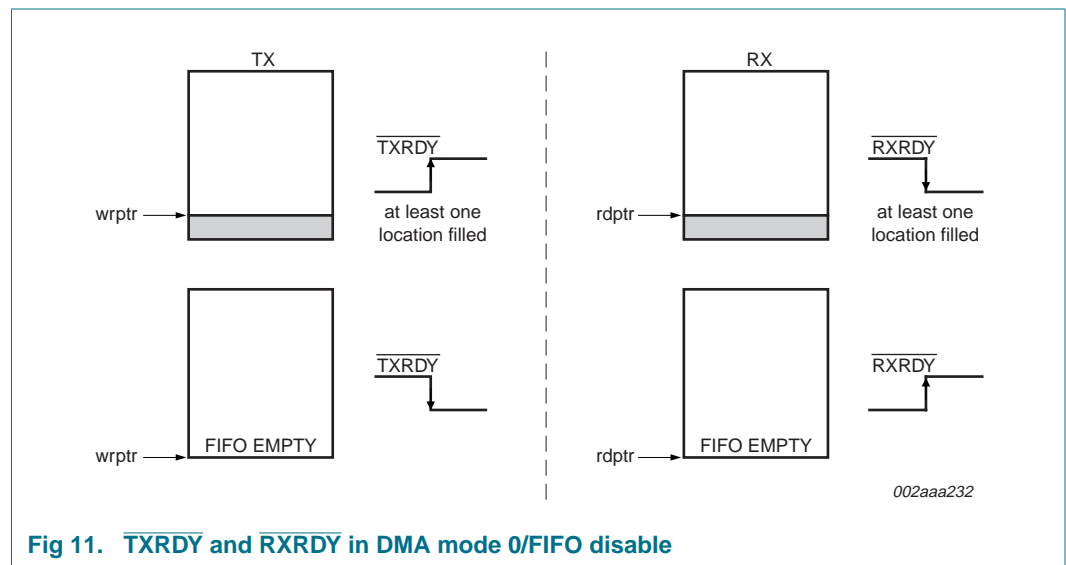 TX
TXRDY
wrptr
at least one
location filled
TXRDY
FIFO EMPTY
wrptr
RX
RXRDY
rdptr
at least one
location filled
RXRDY
FIFO EMPTY
rdptr
002aaa232
Fig 11. TXRDY and RXRDY in DMA mode 0/FIFO disable